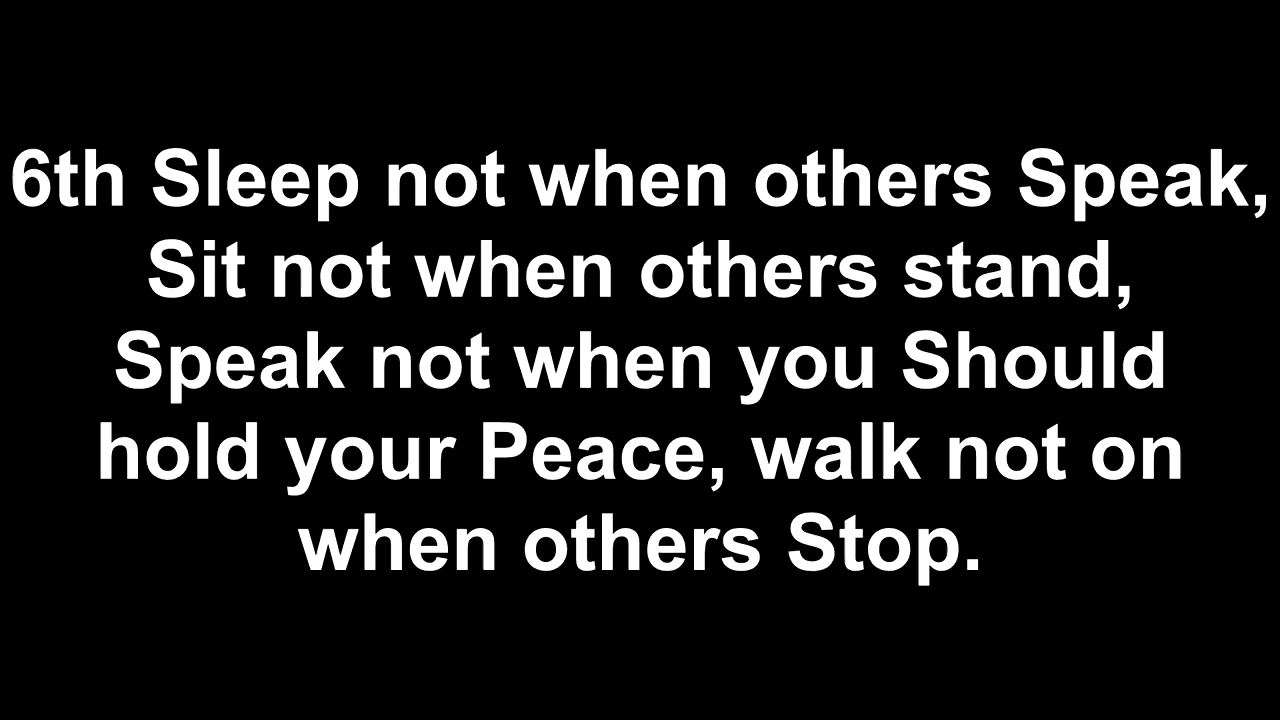 6th Sleep not when others Speak,
Sit not when others stand,
Speak not when you Should
hold your Peace, walk not on
when others Stop.